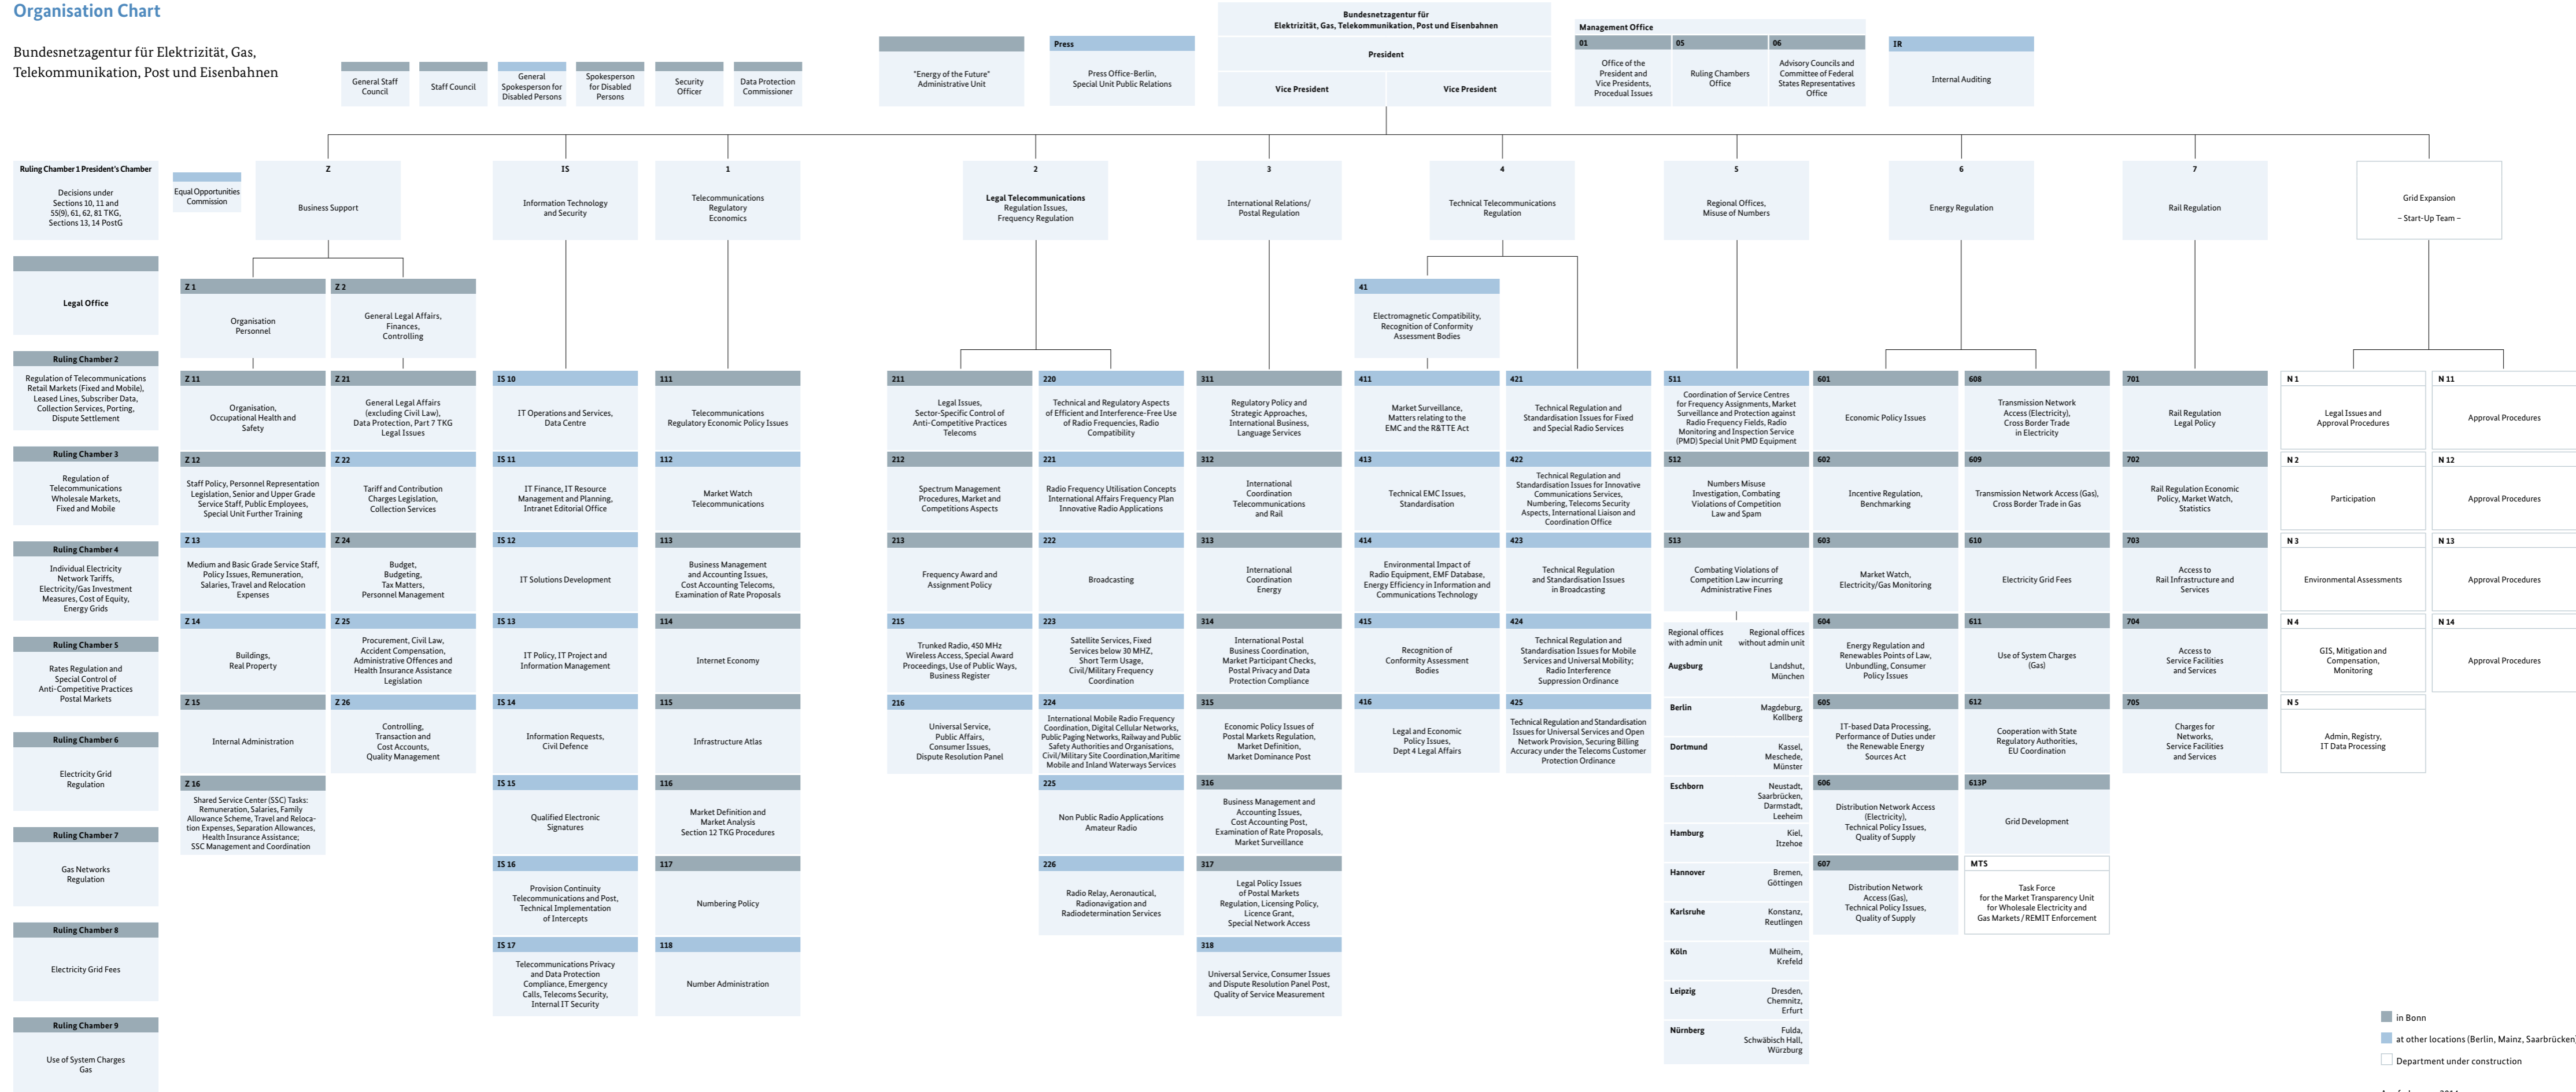 Organisation Chart
Bundesnetzagentur für Elektrizität, Gas,
Telekommunikation, Post und Eisenbahnen
General Staff
Council
Staff Council
General
Spokesperson for
Disabled Persons
Spokesperson
for Disabled
Persons
Security
Officer
Data Protection
Commissioner
"Energy of the Future"
Administrative Unit
Press
Press Office-Berlin,
Special Unit Public Relations
Bundesnetzagentur für
Elektrizität, Gas, Telekommunikation, Post und Eisenbahnen
President
Vice President
Vice President
Management Office
01
Office of the
President and
Vice Presidents,
Procedual Issues
05
Ruling Chambers
Office
06
Advisory Councils and
Committee of Federal
States Representatives
Office
IR
Internal Auditing
Ruling Chamber 1 President's Chamber
Decisions under
Sections 10, 11 and
55(9), 61, 62, 81 TKG,
Sections 13, 14 PostG
Legal Office
Ruling Chamber 2
Regulation of Telecommunications
Retail Markets (Fixed and Mobile),
Leased Lines, Subscriber Data,
Collection Services, Porting,
Dispute Settlement
Ruling Chamber 3
Regulation of
Telecommunications
Wholesale Markets,
Fixed and Mobile
Ruling Chamber 4
Individual Electricity
Network Tariffs,
Electricity/Gas Investment
Measures, Cost of Equity,
Energy Grids
Ruling Chamber 5
Rates Regulation and
Special Control of
Anti-Competitive Practices
Postal Markets
Ruling Chamber 6
Electricity Grid
Regulation
Ruling Chamber 7
Gas Networks
Regulation
Ruling Chamber 8
Electricity Grid Fees
Ruling Chamber 9
Use of System Charges
Gas
Equal Opportunities
Commission
Z
Business Support
Z 1
Organisation
Personnel
Z 2
General Legal Affairs,
Finances,
Controlling
Z 11
Organisation,
Occupational Health and
Safety
Z 12
Staff Policy, Personnel Representation
Legislation, Senior and Upper Grade
Service Staff, Public Employees,
Special Unit Further Training
Z 13
Medium and Basic Grade Service Staff,
Policy Issues, Remuneration,
Salaries, Travel and Relocation
Expenses
Z 14
Buildings,
Real Property
Z 15
Internal Administration
Z 16
Shared Service Center (SSC) Tasks:
Remuneration, Salaries, Family
Allowance Scheme, Travel and Reloca-
tion Expenses, Separation Allowances,
Health Insurance Assistance;
SSC Management and Coordination
Z 21
General Legal Affairs
(excluding Civil Law),
Data Protection, Part 7 TKG
Legal Issues
Z 22
Tariff and Contribution
Charges Legislation,
Collection Services
Z 24
Budget,
Budgeting,
Tax Matters,
Personnel Management
Z 25
Procurement, Civil Law,
Accident Compensation,
Administrative Offences and
Health Insurance Assistance
Legislation
Z 26
Controlling,
Transaction and
Cost Accounts,
Quality Management
IS
Information Technology
and Security
IS 10
IT Operations and Services,
Data Centre
IS 11
IT Finance, IT Resource
Management and Planning,
Intranet Editorial Office
IS 12
IT Solutions Development
IS 13
IT Policy, IT Project and
Information Management
IS 14
Information Requests,
Civil Defence
IS 15
Qualified Electronic
Signatures
IS 16
Provision Continuity
Telecommunications and Post,
Technical Implementation
of Intercepts
IS 17
Telecommunications Privacy
and Data Protection
Compliance, Emergency
Calls, Telecoms Security,
Internal IT Security
1
Telecommunications
Regulatory
Economics
111
Telecommunications
Regulatory Economic Policy Issues
112
Market Watch
Telecommunications
113
Business Management
and Accounting Issues,
Cost Accounting Telecoms,
Examination of Rate Proposals
114
Internet Economy
115
Infrastructure Atlas
116
Market Definition and
Market Analysis
Section 12 TKG Procedures
117
Numbering Policy
118
Number Administration
2
Legal Telecommunications
Regulation Issues,
Frequency Regulation
211
Legal Issues,
Sector-Specific Control of
Anti-Competitive Practices
Telecoms
212
Spectrum Management
Procedures, Market and
Competitions Aspects
213
Frequency Award and
Assignment Policy
215
Trunked Radio, 450 MHz
Wireless Access, Special Award
Proceedings, Use of Public Ways,
Business Register
216
Universal Service,
Public Affairs,
Consumer Issues,
Dispute Resolution Panel
220
Technical and Regulatory Aspects
of Efficient and Interference-Free Use
of Radio Frequencies, Radio
Compatibility
221
Radio Frequency Utilisation Concepts
International Affairs Frequency Plan
Innovative Radio Applications
222
Broadcasting
223
Satellite Services, Fixed
Services below 30 MHZ,
Short Term Usage,
Civil/Military Frequency
Coordination
224
International Mobile Radio Frequency
Coordination, Digital Cellular Networks,
Public Paging Networks, Railway and Public
Safety Authorities and Organisations,
Civil/Military Site Coordination,Maritime
Mobile and Inland Waterways Services
225
Non Public Radio Applications
Amateur Radio
226
Radio Relay, Aeronautical,
Radionavigation and
Radiodetermination Services
3
International Relations/
Postal Regulation
311
Regulatory Policy and
Strategic Approaches,
International Business,
Language Services
312
International
Coordination
Telecommunications
and Rail
313
International
Coordination
Energy
314
International Postal
Business Coordination,
Market Participant Checks,
Postal Privacy and Data
Protection Compliance
315
Economic Policy Issues of
Postal Markets Regulation,
Market Definition,
Market Dominance Post
316
Business Management and
Accounting Issues,
Cost Accounting Post,
Examination of Rate Proposals,
Market Surveillance
317
Legal Policy Issues
of Postal Markets
Regulation, Licensing Policy,
Licence Grant,
Special Network Access
318
Universal Service, Consumer Issues
and Dispute Resolution Panel Post,
Quality of Service Measurement
4
Technical Telecommunications
Regulation
41
Electromagnetic Compatibility,
Recognition of Conformity
Assessment Bodies
411
Market Surveillance,
Matters relating to the
EMC and the R&TTE Act
413
Technical EMC Issues,
Standardisation
414
Environmental Impact of
Radio Equipment, EMF Database,
Energy Efficiency in Information and
Communications Technology
415
Recognition of
Conformity Assessment
Bodies
416
Legal and Economic
Policy Issues,
Dept 4 Legal Affairs
421
Technical Regulation and
Standardisation Issues for Fixed
and Special Radio Services
422
Technical Regulation and
Standardisation Issues for Innovative
Communications Services,
Numbering, Telecoms Security
Aspects, International Liaison and
Coordination Office
423
Technical Regulation
and Standardisation Issues
in Broadcasting
424
Technical Regulation and
Standardisation Issues for Mobile
Services and Universal Mobility;
Radio Interference
Suppression Ordinance
425
Technical Regulation and Standardisation
Issues for Universal Services and Open
Network Provision, Securing Billing
Accuracy under the Telecoms Customer
Protection Ordinance
5
Regional Offices,
Misuse of Numbers
511
Coordination of Service Centres
for Frequency Assignments, Market
Surveillance and Protection against
Radio Frequency Fields, Radio
Monitoring and Inspection Service
(PMD) Special Unit PMD Equipment
512
Numbers Misuse
Investigation, Combating
Violations of Competition
Law and Spam
513
Combating Violations of
Competition Law incurring
Administrative Fines
Regional offices
with admin unit
Regional offices
without admin unit
Augsburg
Landshut,
München
Berlin
Magdeburg,
Kollberg
Dortmund
Kassel,
Meschede,
Münster
Eschborn
Neustadt,
Saarbrücken,
Darmstadt,
Leeheim
Hamburg
Kiel,
Itzehoe
Hannover
Bremen,
Göttingen
Karlsruhe
Konstanz,
Reutlingen
Köln
Mülheim,
Krefeld
Leipzig
Dresden,
Chemnitz,
Erfurt
Nürnberg
Fulda,
Schwäbisch Hall,
Würzburg
6
Energy Regulation
601
Economic Policy Issues
602
Incentive Regulation,
Benchmarking
603
Market Watch,
Electricity/Gas Monitoring
604
Energy Regulation and
Renewables Points of Law,
Unbundling, Consumer
Policy Issues
605
IT-based Data Processing,
Performance of Duties under
the Renewable Energy
Sources Act
606
Distribution Network Access
(Electricity),
Technical Policy Issues,
Quality of Supply
607
Distribution Network
Access (Gas),
Technical Policy Issues,
Quality of Supply
608
Transmission Network
Access (Electricity),
Cross Border Trade
in Electricity
609
Transmission Network Access (Gas),
Cross Border Trade in Gas
610
Electricity Grid Fees
611
Use of System Charges
(Gas)
612
Cooperation with State
Regulatory Authorities,
EU Coordination
613P
Grid Development
MTS
Task Force
for the Market Transparency Unit
for Wholesale Electricity and
Gas Markets / REMIT Enforcement
7
Rail Regulation
701
Rail Regulation
Legal Policy
702
Rail Regulation Economic
Policy, Market Watch,
Statistics
703
Access to
Rail Infrastructure and
Services
704
Access to
Service Facilities
and Services
705
Charges for
Networks,
Service Facilities
and Services
Grid Expansion
– Start-Up Team –
N 1
Legal Issues and
Approval Procedures
N 2
Participation
N 3
Environmental Assessments
N 4
GIS, Mitigation and
Compensation,
Monitoring
N 5
Admin, Registry,
IT Data Processing
N 11
Approval Procedures
N 12
Approval Procedures
N 13
Approval Procedures
N 14
Approval Procedures
in Bonn
at other locations (Berlin, Mainz, Saarbrücken)
Department under construction